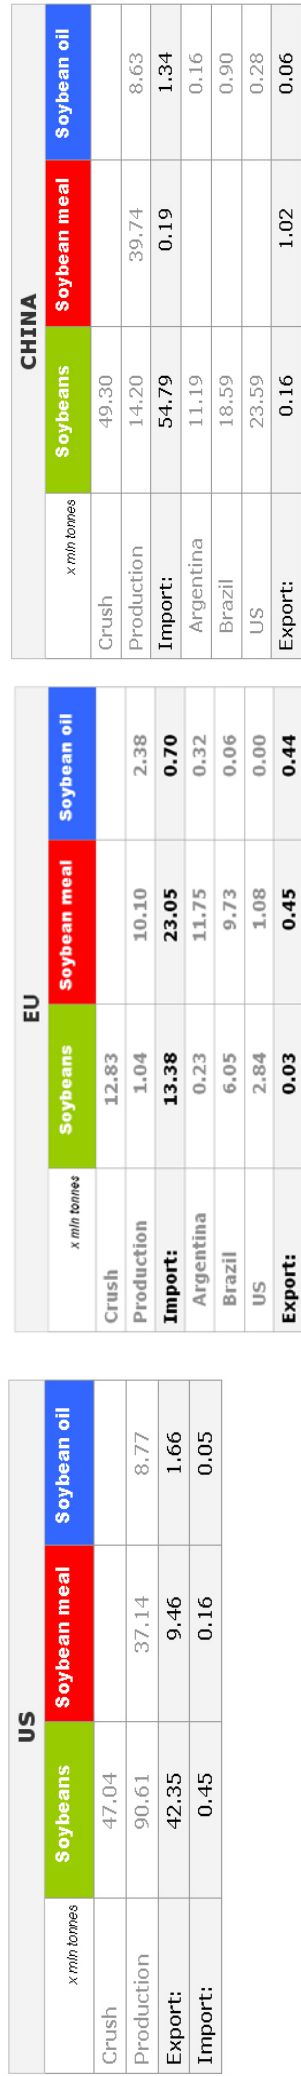 US
x mln tonnes Soybeans Soybean meal Soybean oil
Crush 47.04
Production 90.61 37.14 8.77
Export: 42.35 9.46 1.66
Import: 0.45 0.16 0.05
EU
x mln tonnes Soybeans Soybean meal Soybean oil
Crush 12.83
Production 1.04 10.10 2.38
Import: 13.38 23.05 0.70
Argentina 0.23 11.75 0.32
Brazil 6.05 9.73 0.06
US 2.84 1.08 0.00
Export: 0.03 0.45 0.44
CHINA
x mln tonnes Soybeans Soybean meal Soybean oil
Crush 49.30
Production 14.20 39.74 8.63
Import: 54.79 0.19 1.34
Argentina 11.19 0.16
Brazil 18.59 0.90
US 23.59 0.28
Export: 0.16 1.02 0.06